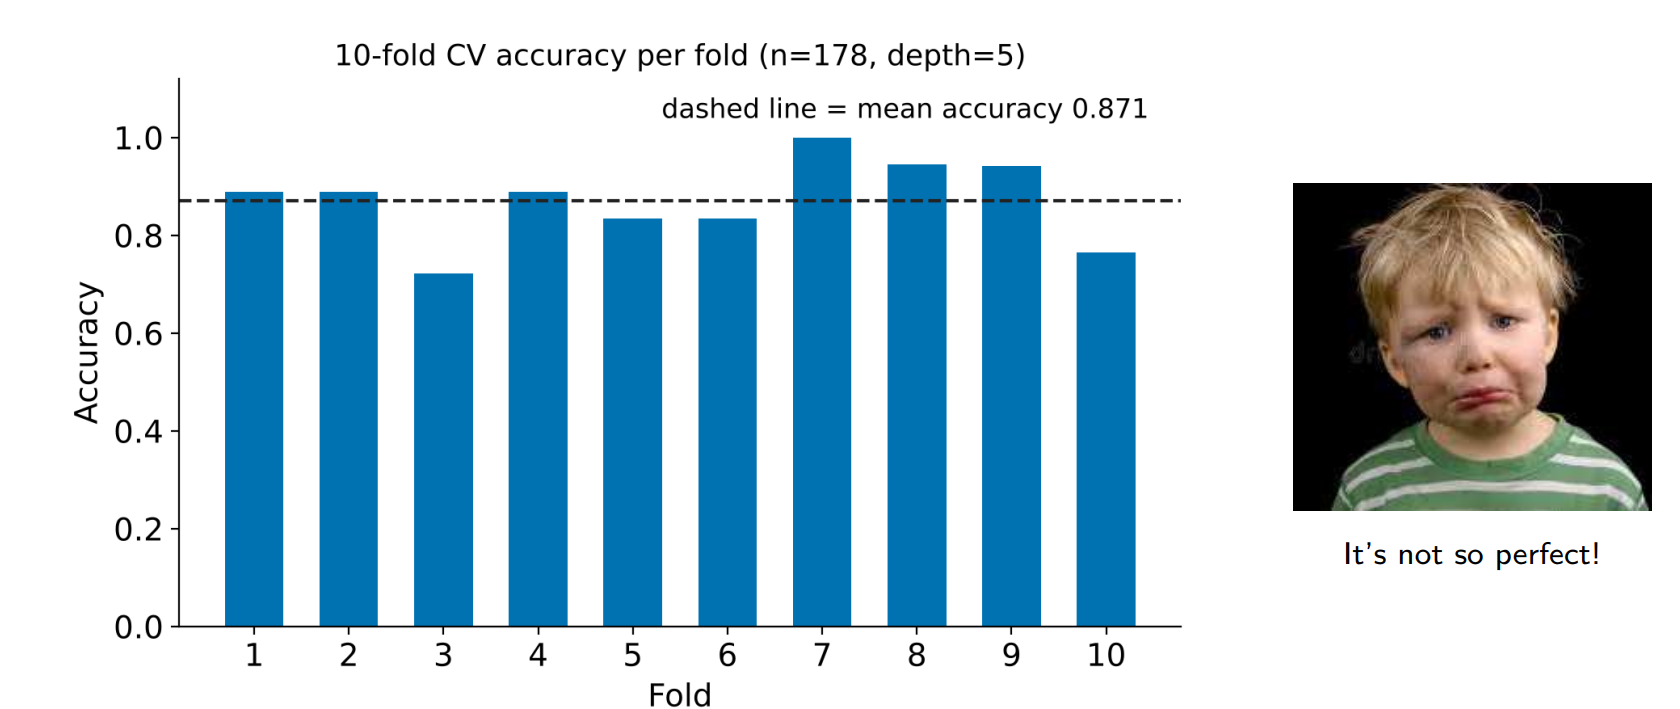 10-fold CV accuracy per fold (n=178, depth=5)
dashed line = mean accuracy 0.871
1.0
0.8
0.6
0.4
0.2
0.0
Accuracy
1 2 3 4 5 6 7 8 9 10
Fold
It's not so perfect!